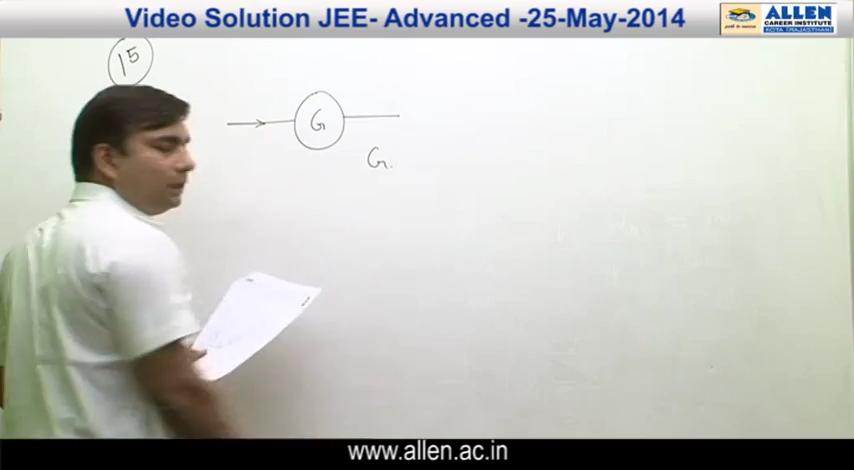 Video Solution JEE- Advanced -25-May-2014
ALLEN
CAREER INSTITUTE
KOTA (RAJASTHAN)
15
G
G.
www.allen.ac.in